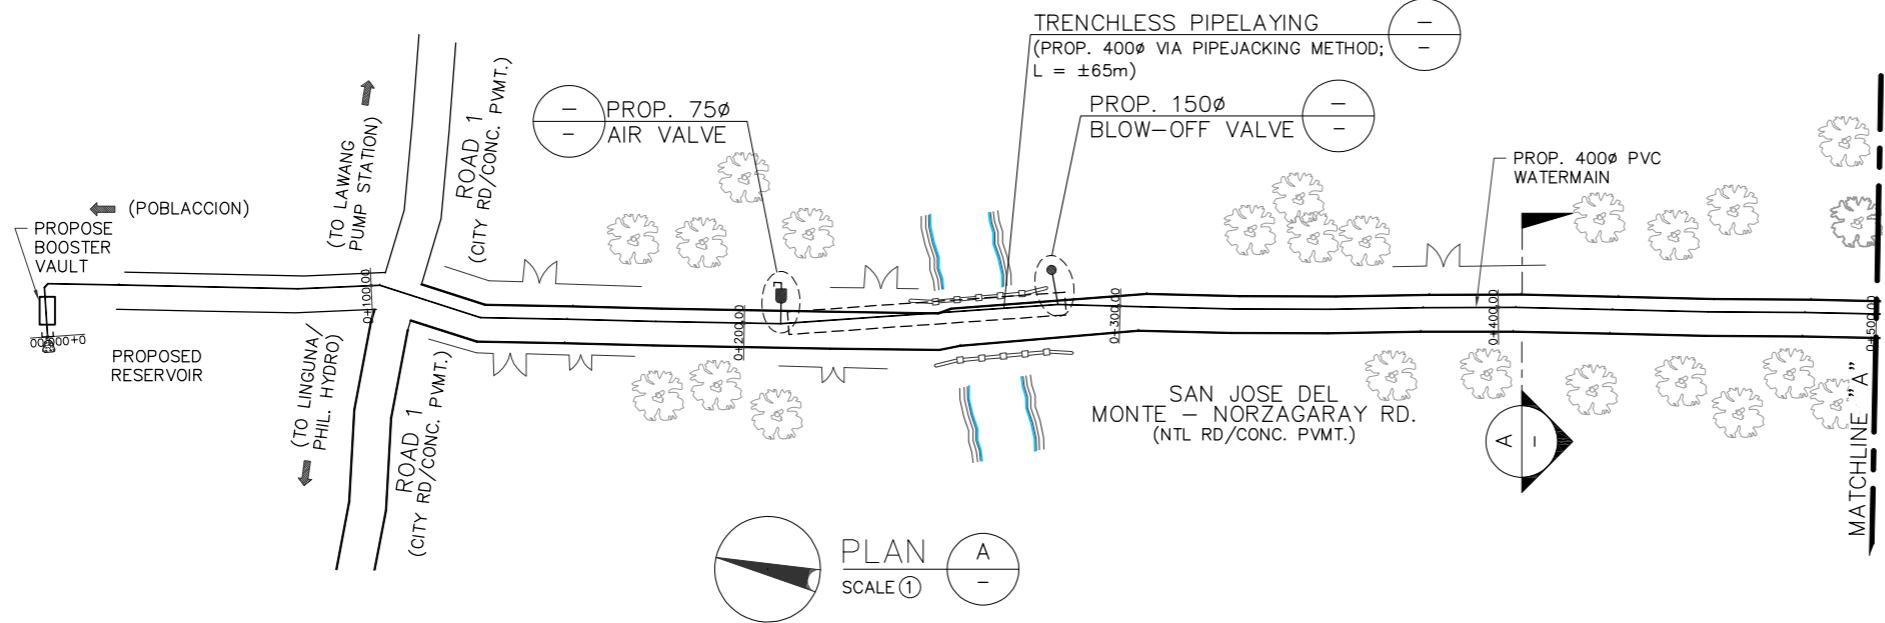 TRENCHLESS PIPELAYING
(PROP. 400ø VIA PIPEJACKING METHOD;
L = ±65m)
–
–
PROP. 75ø
AIR VALVE
–
–
PROP. 150ø
BLOW-OFF VALVE
–
–
PROP. 400ø PVC
WATERMAIN
(POBLACCION)
PROPOSE
BOOSTER
VAULT
(TO LAWANG
PUMP STATION)
ROAD 1
(CITY RD/CONC. PVMT.)
0+000.00
0+100.00
0+200.00
0+300.00
0+400.00
0+500.00
PROPOSED
RESERVOIR
(TO LINGUNA/
PHIL. HYDRO)
ROAD 1
(CITY RD/CONC. PVMT.)
SAN JOSE DEL
MONTE – NORZAGARAY RD.
(NTL RD/CONC. PVMT.)
A
–
MATCHLINE "A"
PLAN
SCALE 1
A
–